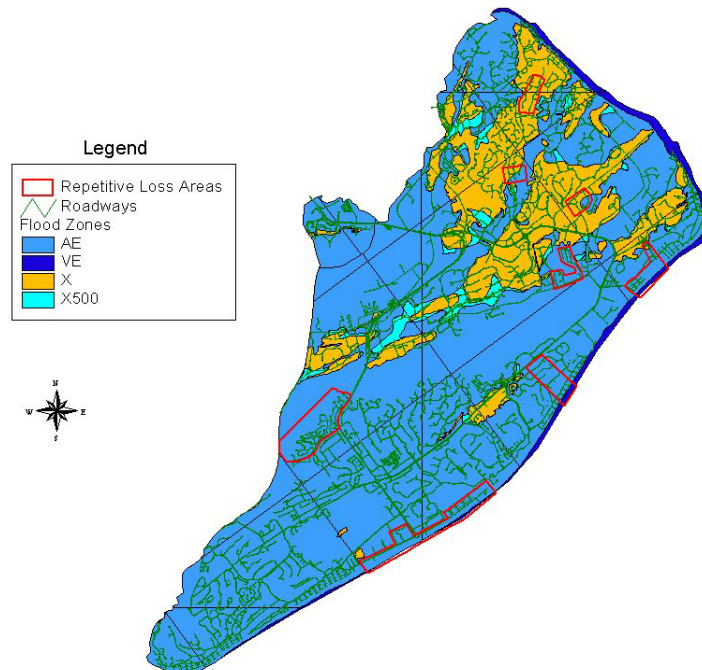 Legend
Repetitive Loss Areas
Roadways
Flood Zones
AE
VE
X
X500
N
W E
S